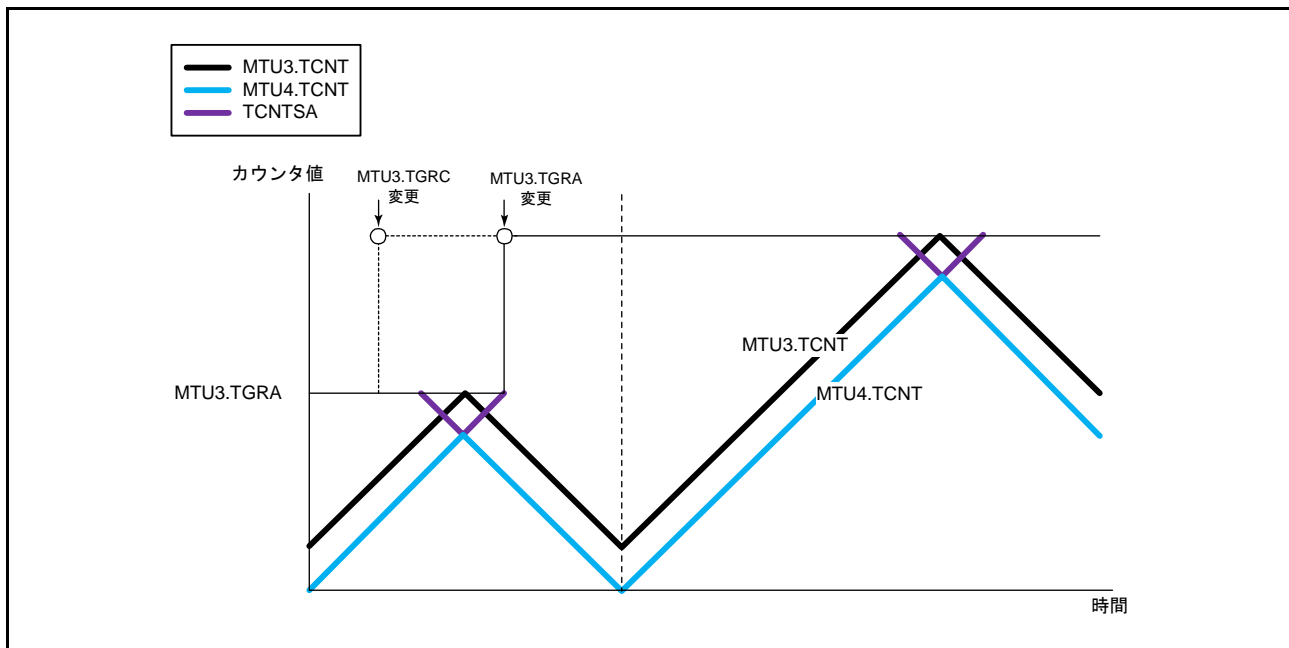 MTU3.TCNT
MTU4.TCNT
TCNTSA
カウンタ値
MTU3.TGRC
変更
MTU3.TGRA
変更
MTU3.TCNT
MTU3.TGRA
MTU4.TCNT
時間